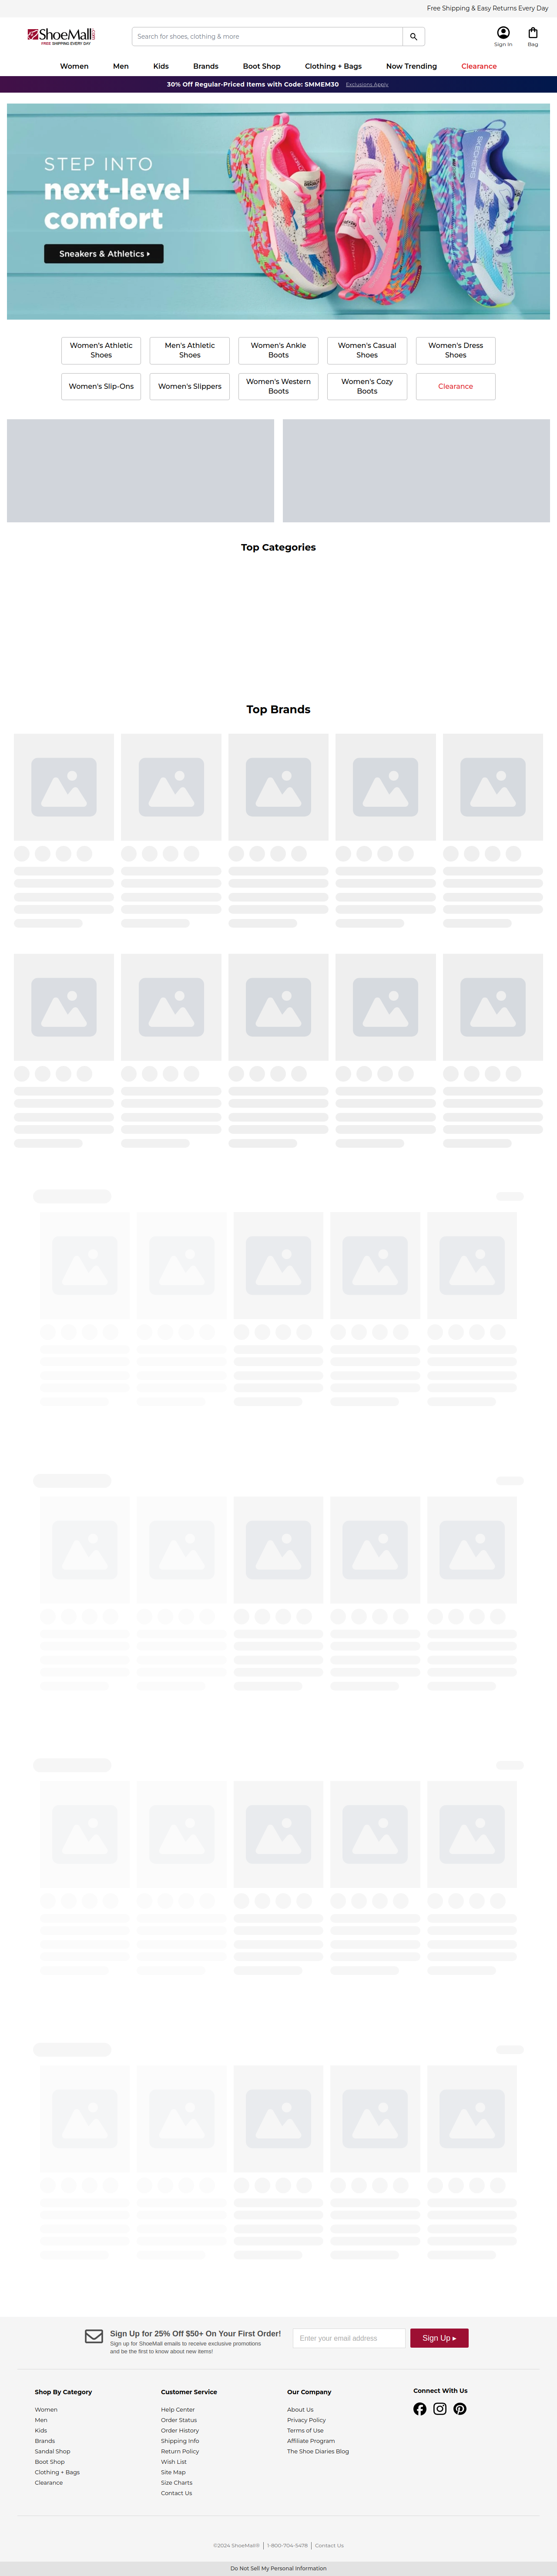 Free Shipping & Easy Returns Every Day
ShoeMall.com
FREE SHIPPING EVERY DAY
Search for shoes, clothing & more
Sign In
Bag
Women
Men
Kids
Brands
Boot Shop
Clothing + Bags
Now Trending
Clearance
30% Off Regular-Priced Items with Code: SMMEM30
Exclusions Apply
STEP INTO
next-level
comfort
Sneakers & Athletics
SKECHERS
Women's Athletic
Shoes
Men's Athletic
Shoes
Women's Ankle
Boots
Women's Casual
Shoes
Women's Dress
Shoes
Women's Slip-Ons
Women's Slippers
Women's Western
Boots
Women's Cozy
Boots
Clearance
Top Categories
Top Brands
Sign Up for 25% Off $50+ On Your First Order!
Sign up for ShoeMall emails to receive exclusive promotions
and be the first to know about new items!
Enter your email address
Sign Up ▸
Shop By Category
Women
Men
Kids
Brands
Sandal Shop
Boot Shop
Clothing + Bags
Clearance
Customer Service
Help Center
Order Status
Order History
Shipping Info
Return Policy
Wish List
Site Map
Size Charts
Contact Us
Our Company
About Us
Privacy Policy
Terms of Use
Affiliate Program
The Shoe Diaries Blog
Connect With Us
©2024 ShoeMall® | 1-800-704-5478 | Contact Us
Do Not Sell My Personal Information